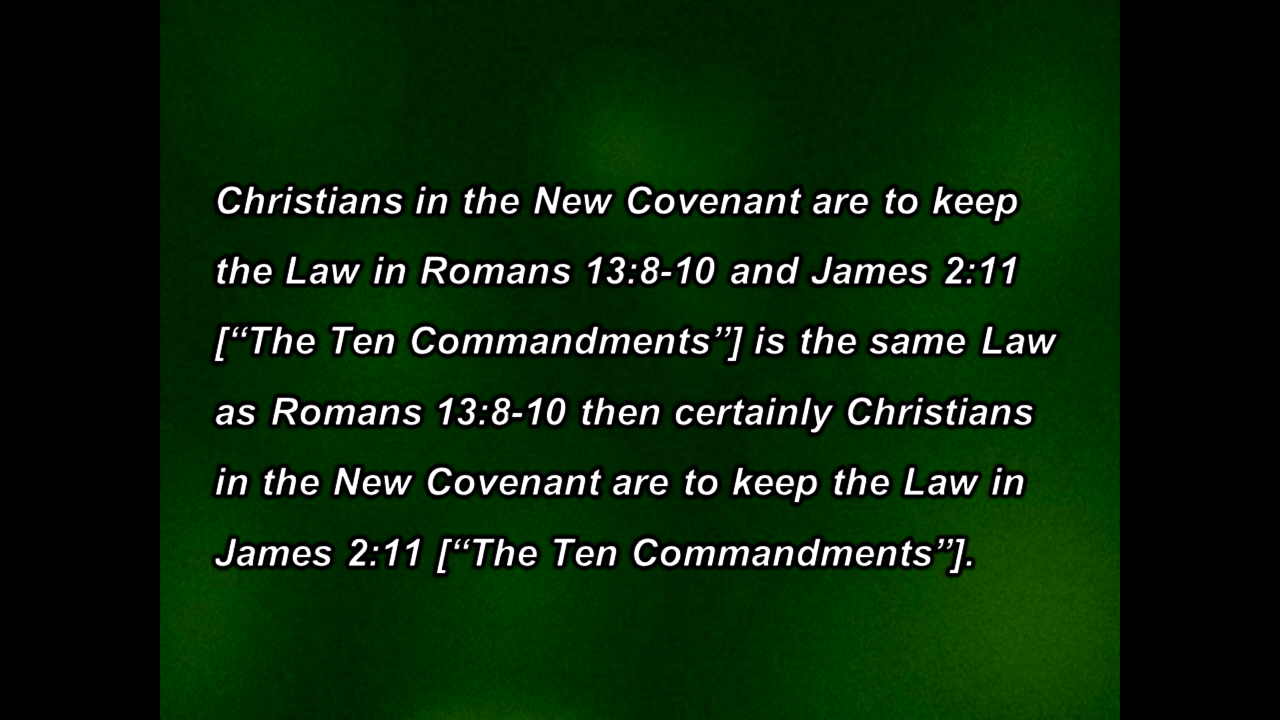 Christians in the New Covenant are to keep
the Law in Romans 13:8-10 and James 2:11
[“The Ten Commandments”] is the same Law
as Romans 13:8-10 then certainly Christians
in the New Covenant are to keep the Law in
James 2:11 [“The Ten Commandments”].